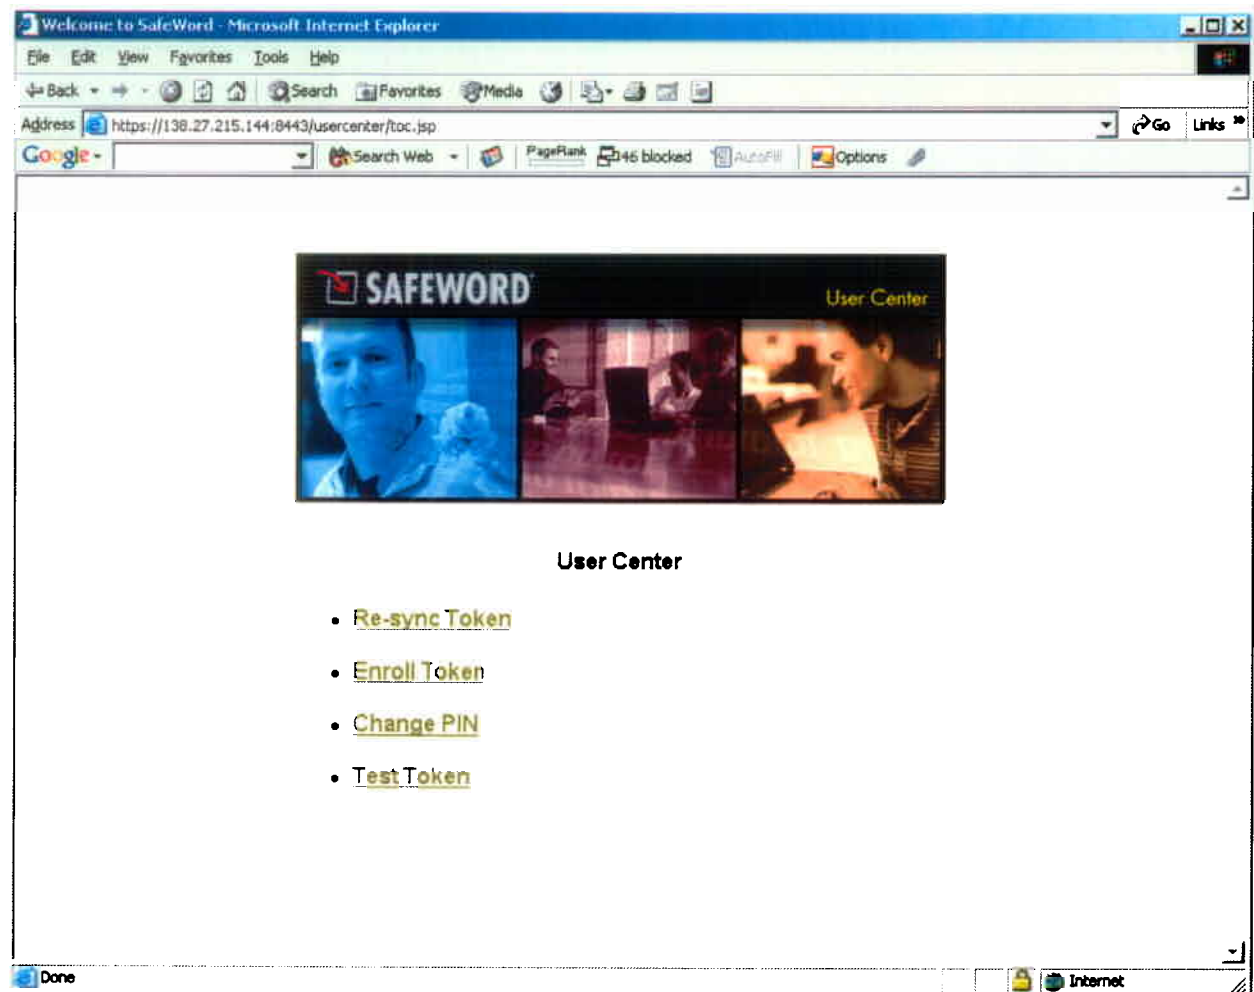 Welcome to SafeWord - Microsoft Internet Explorer
File Edit View Favorites Tools Help
Back Search Favorites Media
Address https://138.27.215.144:8443/usercenter/toc.jsp Go Links »
Google Search Web PageRank 46 blocked AutoFill Options
SAFEWORD
User Center
User Center
• Re-sync Token
• Enroll Token
• Change PIN
• Test Token
Done Internet